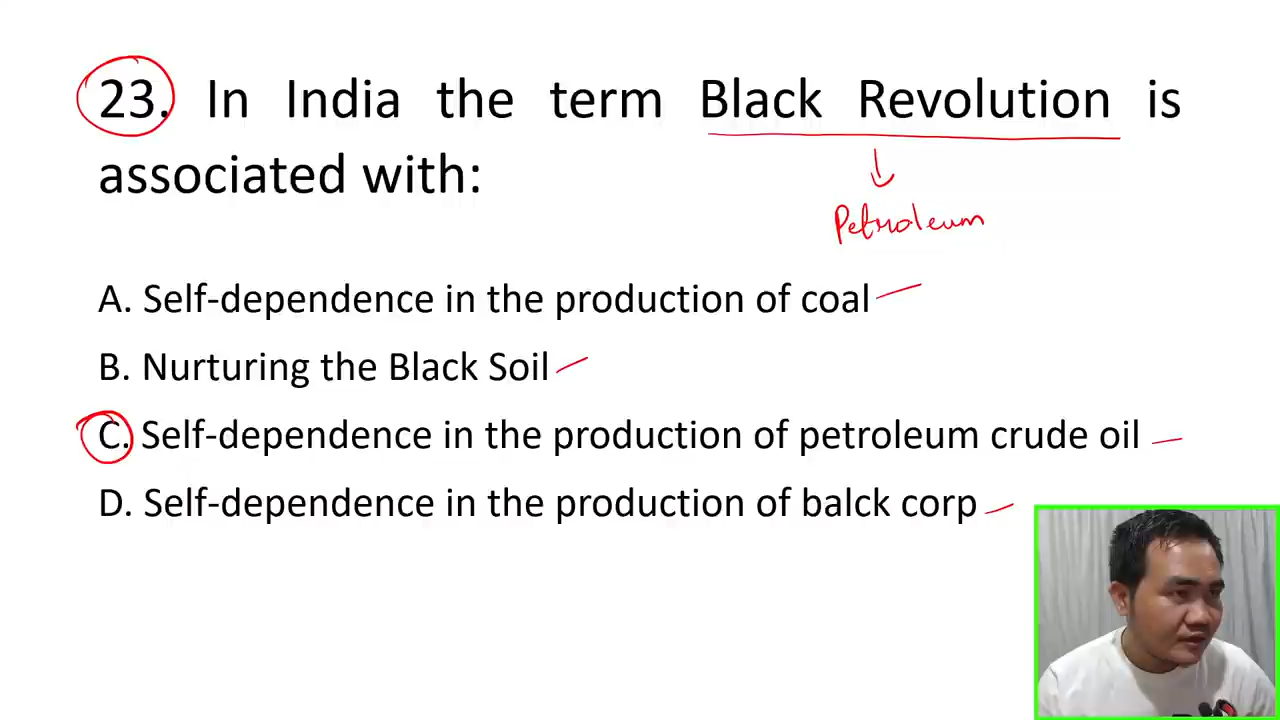 23. In India the term Black Revolution is
associated with:
Petroleum
A. Self-dependence in the production of coal
B. Nurturing the Black Soil
C. Self-dependence in the production of petroleum crude oil
D. Self-dependence in the production of balck corp